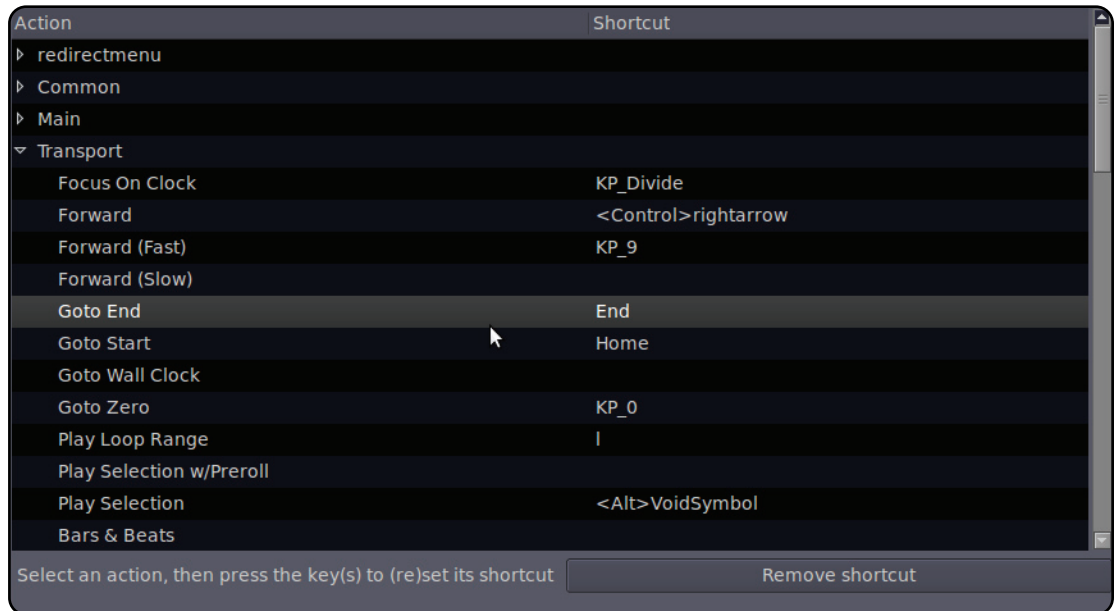 Action Shortcut
redirectmenu
Common
Main
Transport
Focus On Clock KP_Divide
Forward <Control>rightarrow
Forward (Fast) KP_9
Forward (Slow)
Goto End End
Goto Start Home
Goto Wall Clock
Goto Zero KP_0
Play Loop Range l
Play Selection w/Preroll
Play Selection <Alt>VoidSymbol
Bars & Beats
Select an action, then press the key(s) to (re)set its shortcut Remove shortcut